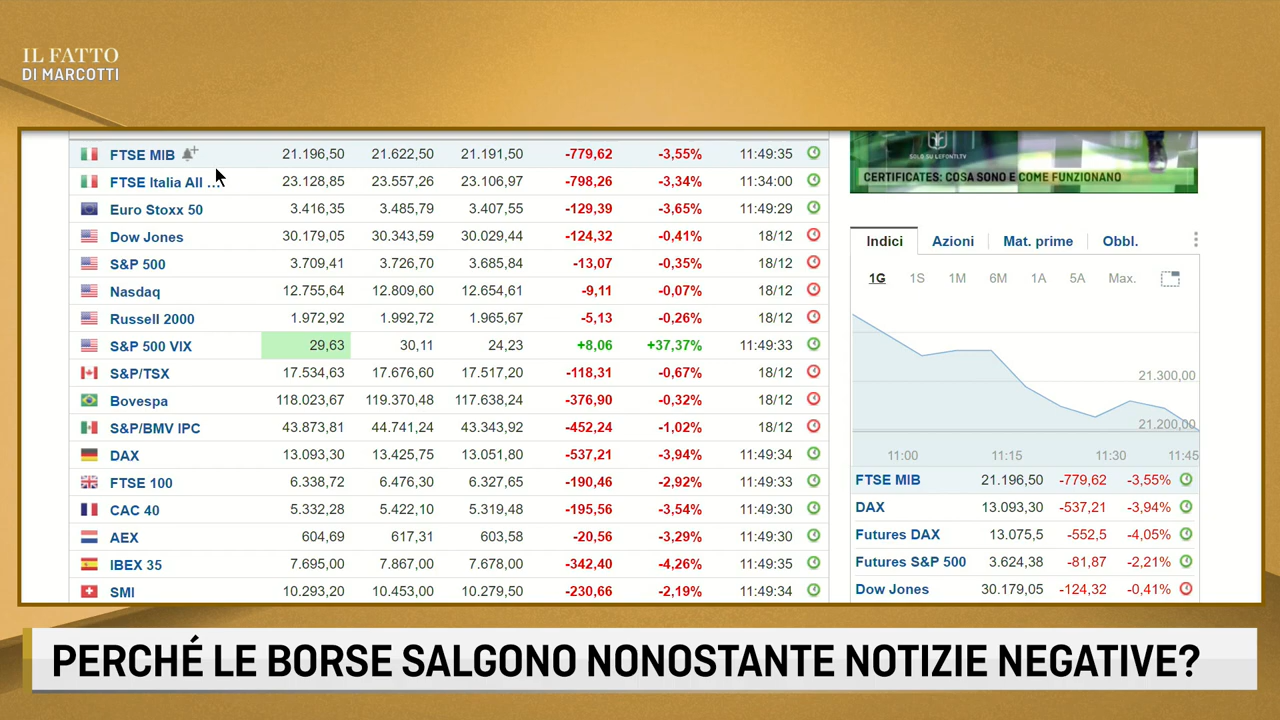 IL FATTO
DI MARCOTTI
FTSE MIB 21.196,50 21.622,50 21.191,50 -779,62 -3,55% 11:49:35
FTSE Italia All ... 23.128,85 23.557,26 23.106,97 -798,26 -3,34% 11:34:00
Euro Stoxx 50 3.416,35 3.485,79 3.407,55 -129,39 -3,65% 11:49:29
Dow Jones 30.179,05 30.343,59 30.029,44 -124,32 -0,41% 18/12
S&P 500 3.709,41 3.726,70 3.685,84 -13,07 -0,35% 18/12
Nasdaq 12.755,64 12.809,60 12.654,61 -9,11 -0,07% 18/12
Russell 2000 1.972,92 1.992,72 1.965,67 -5,13 -0,26% 18/12
S&P 500 VIX 29,63 30,11 24,23 +8,06 +37,37% 11:49:33
S&P/TSX 17.534,63 17.676,60 17.517,20 -118,31 -0,67% 18/12
Bovespa 118.023,67 119.370,48 117.638,24 -376,90 -0,32% 18/12
S&P/BMV IPC 43.873,81 44.741,24 43.343,92 -452,24 -1,02% 18/12
DAX 13.093,30 13.425,75 13.051,80 -537,21 -3,94% 11:49:34
FTSE 100 6.338,72 6.476,30 6.327,65 -190,46 -2,92% 11:49:33
CAC 40 5.332,28 5.422,10 5.319,48 -195,56 -3,54% 11:49:30
AEX 604,69 617,31 603,58 -20,56 -3,29% 11:49:30
IBEX 35 7.695,00 7.867,00 7.678,00 -342,40 -4,26% 11:49:35
SMI 10.293,20 10.453,00 10.279,50 -230,66 -2,19% 11:49:34
SOLO SU LEFONTI.TV
CERTIFICATES: COSA SONO E COME FUNZIONANO
Indici Azioni Mat. prime Obbl.
1G 1S 1M 6M 1A 5A Max.
21.300,00
21.200,00
11:00 11:15 11:30 11:45
FTSE MIB 21.196,50 -779,62 -3,55%
DAX 13.093,30 -537,21 -3,94%
Futures DAX 13.075,5 -552,5 -4,05%
Futures S&P 500 3.624,38 -81,87 -2,21%
Dow Jones 30.179,05 -124,32 -0,41%
PERCHÉ LE BORSE SALGONO NONOSTANTE NOTIZIE NEGATIVE?